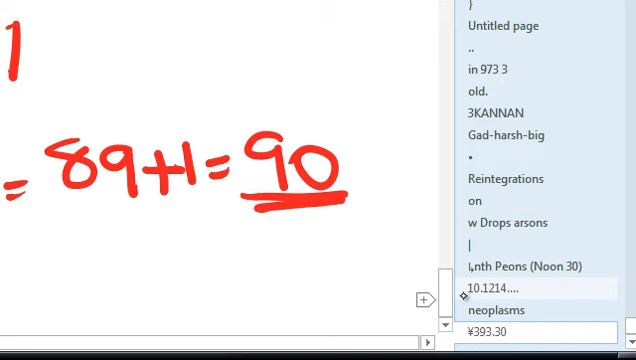 1
= 89+1= 90
}
Untitled page
..
in 973 3
old.
3KANNAN
Gad-harsh-big
•
Reintegrations
on
w Drops arsons
|
l,nth Peons (Noon 30)
10.1214....
neoplasms
¥393.30